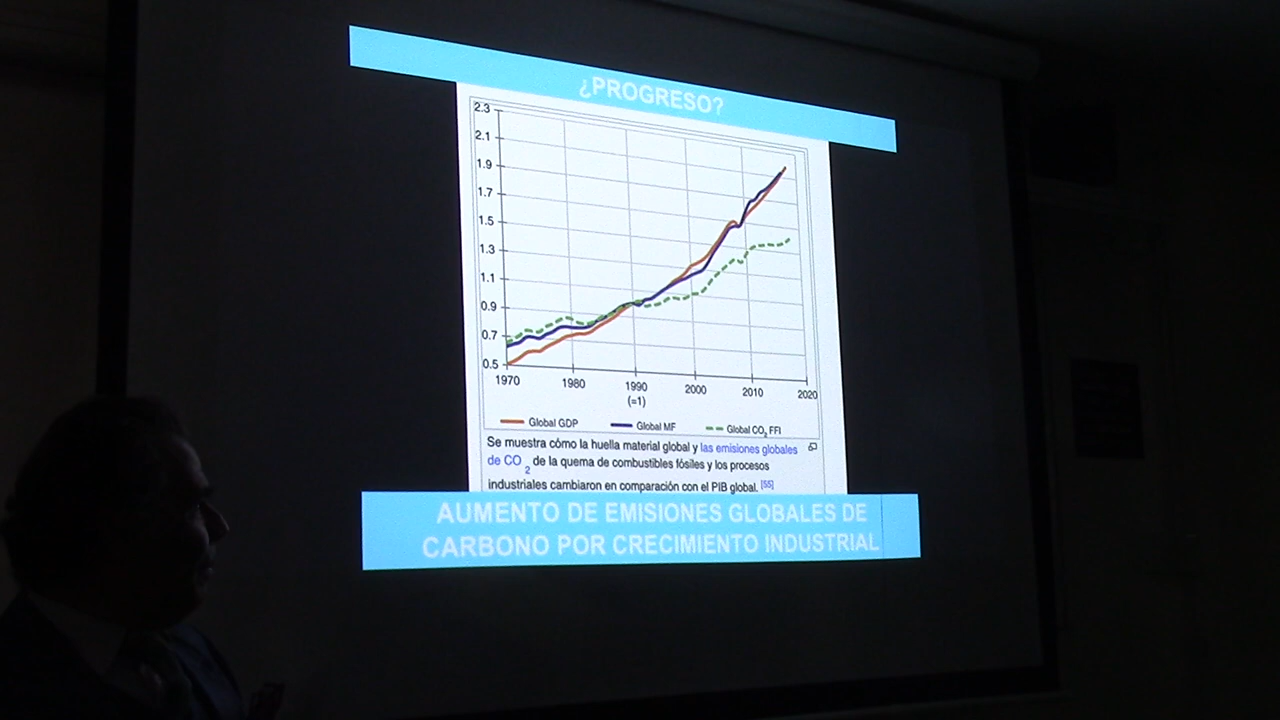 ¿PROGRESO?
2.3
2.1
1.9
1.7
1.5
1.3
1.1
0.9
0.7
0.5
1970 1980 1990 2000 2010 2020
(=1)
Global GDP Global MF Global CO2 FFI
Se muestra cómo la huella material global y las emisiones globales
de CO2 de la quema de combustibles fósiles y los procesos
industriales cambiaron en comparación con el PIB global. [55]
AUMENTO DE EMISIONES GLOBALES DE
CARBONO POR CRECIMIENTO INDUSTRIAL